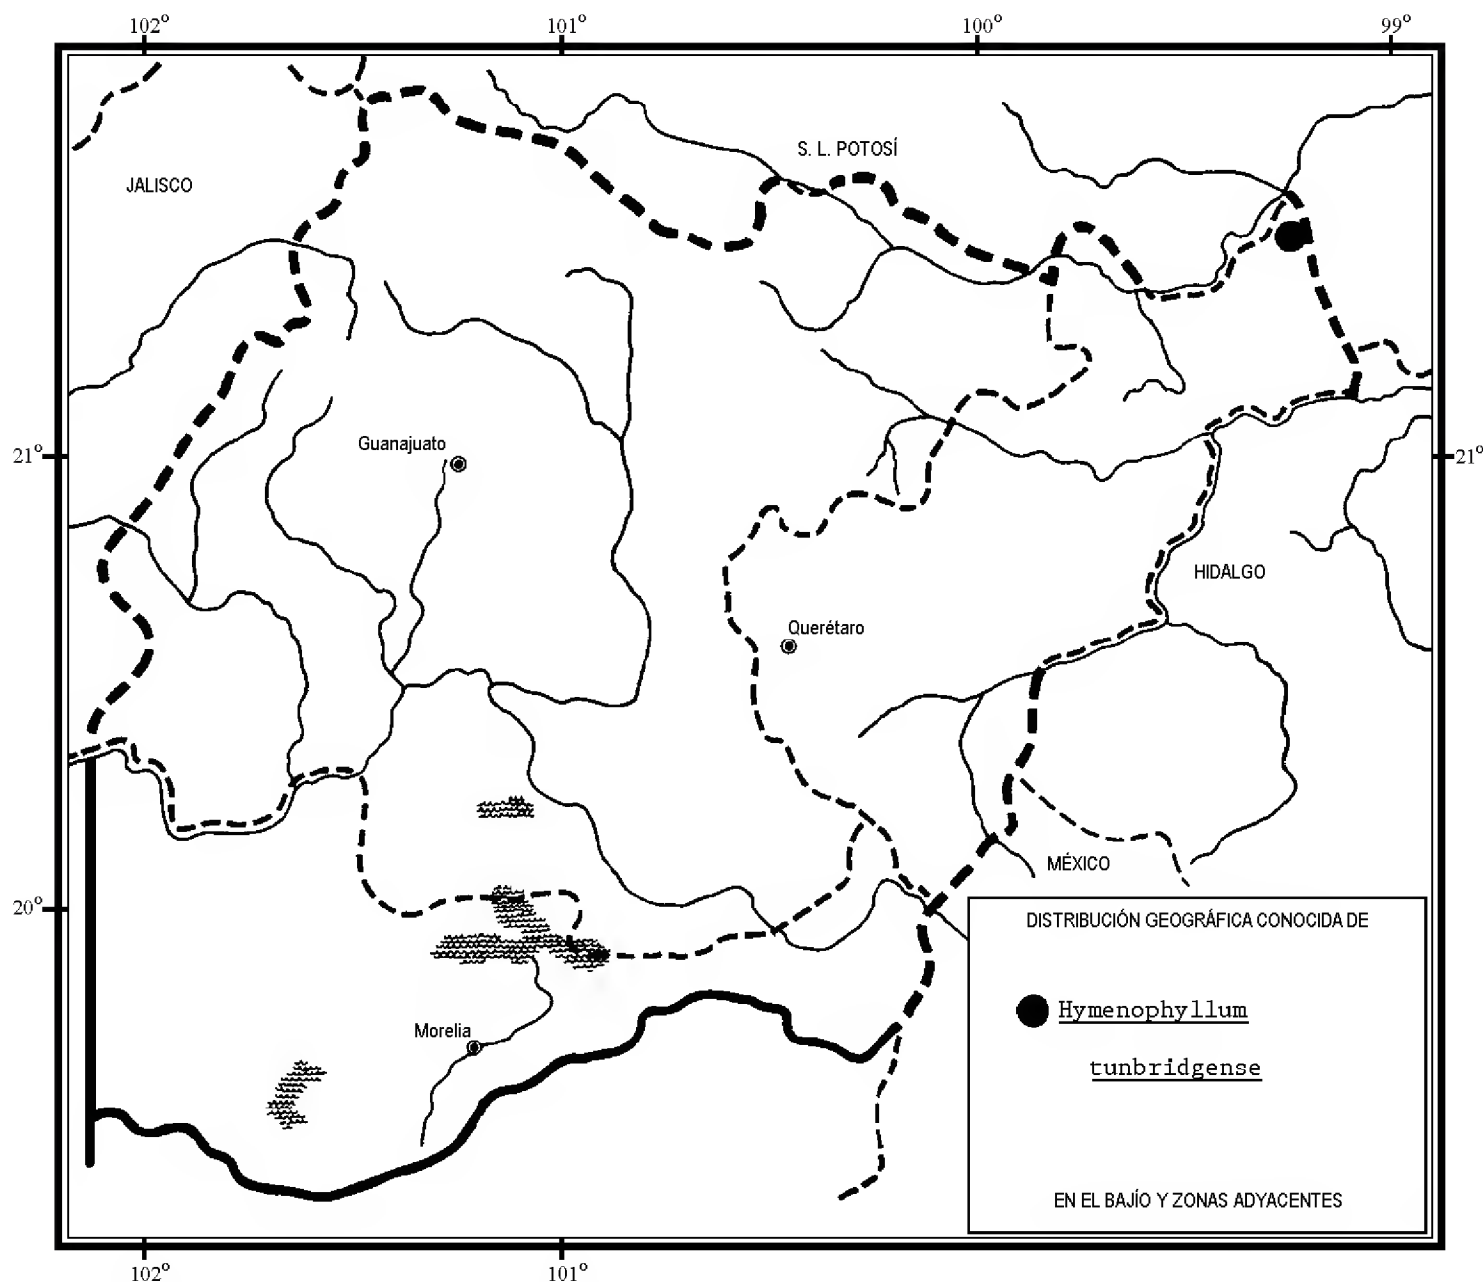 102° 101° 100° 99°
S. L. POTOSÍ
JALISCO
Guanajuato
21° 21°
HIDALGO
Querétaro
MÉXICO
20°
DISTRIBUCIÓN GEOGRÁFICA CONOCIDA DE
Hymenophyllum
Morelia
tunbridgense
EN EL BAJÍO Y ZONAS ADYACENTES
102° 101°